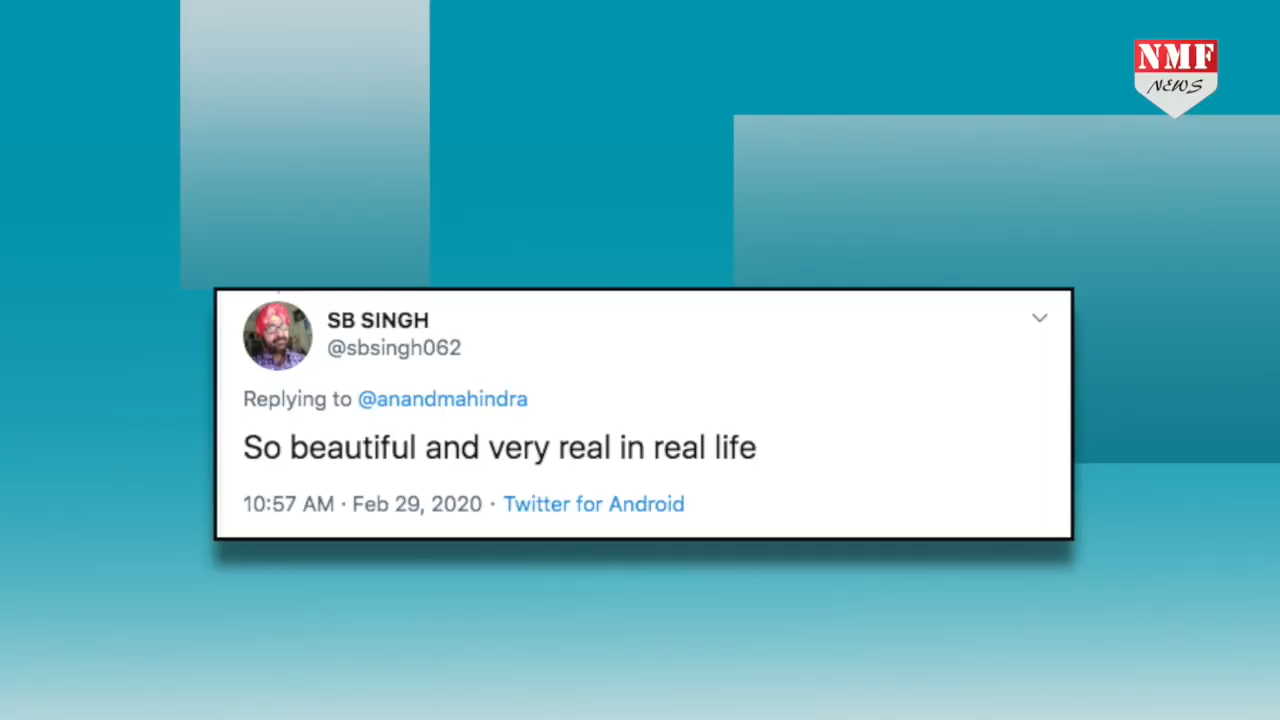 NMF
NEWS
SB SINGH
@sbsingh062
Replying to @anandmahindra
So beautiful and very real in real life
10:57 AM · Feb 29, 2020 · Twitter for Android